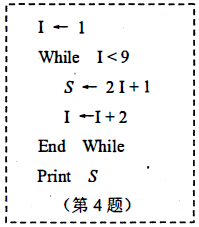 I ← 1
While I < 9
S ← 2 I + 1
I ← I + 2
End While
Print S
（第 4 题）